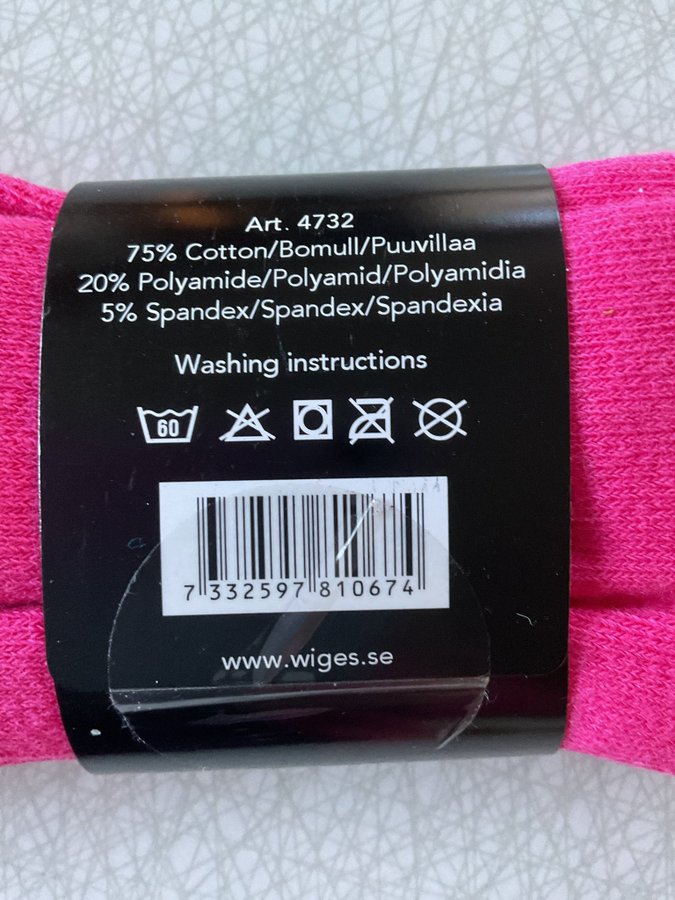 Art. 4732
75% Cotton/Bomull/Puuvillaa
20% Polyamide/Polyamid/Polyamidia
5% Spandex/Spandex/Spandexia
Washing instructions
60
7 332597 810674
www.wiges.se